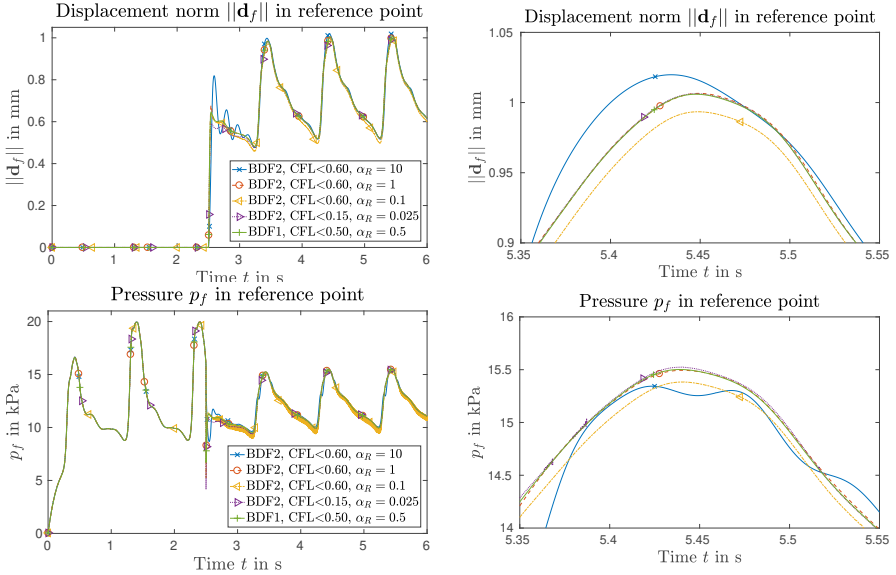 Displacement norm ||d_f|| in reference point
1
0.8
0.6
0.4
0.2
0
||d_f|| in mm
BDF2, CFL<0.60, α_R = 10
BDF2, CFL<0.60, α_R = 1
BDF2, CFL<0.60, α_R = 0.1
BDF2, CFL<0.15, α_R = 0.025
BDF1, CFL<0.50, α_R = 0.5
0 1 2 3 4 5 6
Time t in s
Displacement norm ||d_f|| in reference point
1.05
1
0.95
0.9
||d_f|| in mm
5.35 5.4 5.45 5.5 5.55
Time t in s
Pressure p_f in reference point
20
15
10
5
0
p_f in kPa
BDF2, CFL<0.60, α_R = 10
BDF2, CFL<0.60, α_R = 1
BDF2, CFL<0.60, α_R = 0.1
BDF2, CFL<0.15, α_R = 0.025
BDF1, CFL<0.50, α_R = 0.5
0 1 2 3 4 5 6
Time t in s
Pressure p_f in reference point
16
15.5
15
14.5
14
p_f in kPa
5.35 5.4 5.45 5.5 5.55
Time t in s